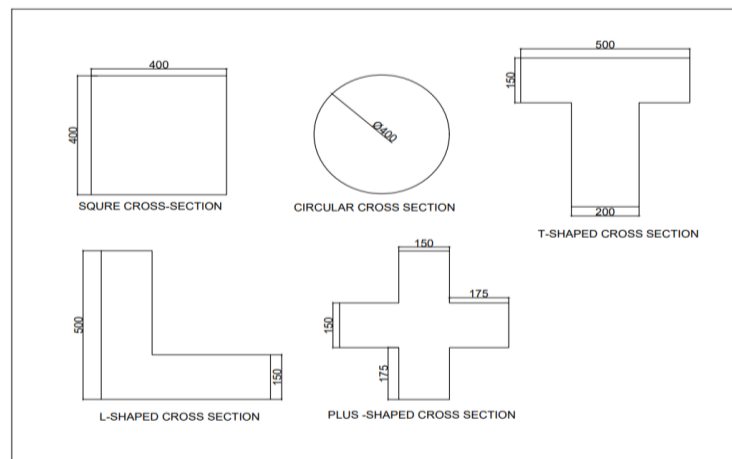 400
400
SQURE CROSS-SECTION
Ø400
CIRCULAR CROSS SECTION
500
150
200
T-SHAPED CROSS SECTION
500
150
L-SHAPED CROSS SECTION
150
175
150
175
PLUS -SHAPED CROSS SECTION